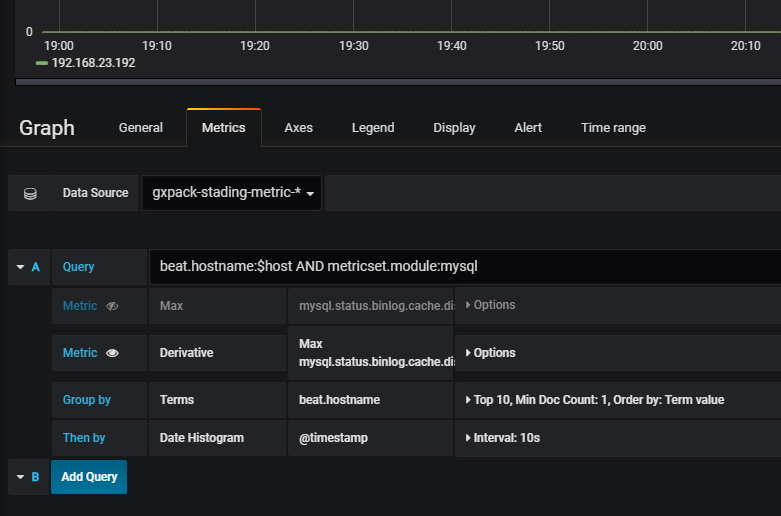 0
19:00 19:10 19:20 19:30 19:40 19:50 20:00 20:10
192.168.23.192
Graph General Metrics Axes Legend Display Alert Time range
Data Source gxpack-stading-metric-*
A Query beat.hostname:$host AND metricset.module:mysql
Metric Max mysql.status.binlog.cache.di Options
Metric Derivative Max Options
mysql.status.binlog.cache.di
Group by Terms beat.hostname Top 10, Min Doc Count: 1, Order by: Term value
Then by Date Histogram @timestamp Interval: 10s
B Add Query